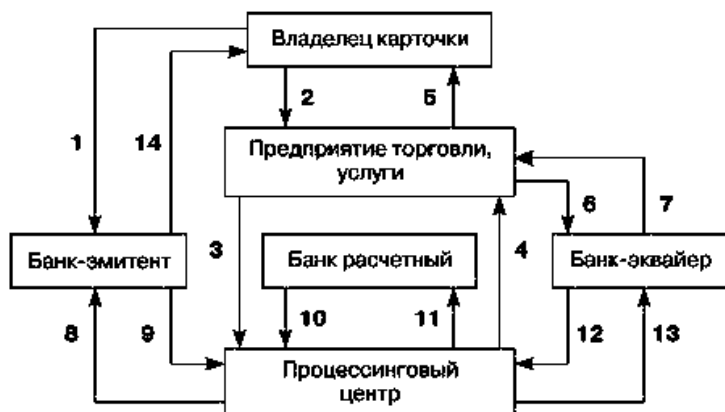 Владелец карточки
2
5
1
14
Предприятие торговли,
услуги
6
7
3
4
Банк-эмитент
Банк расчетный
Банк-эквайер
8
9
10
11
12
13
Процессинговый
центр